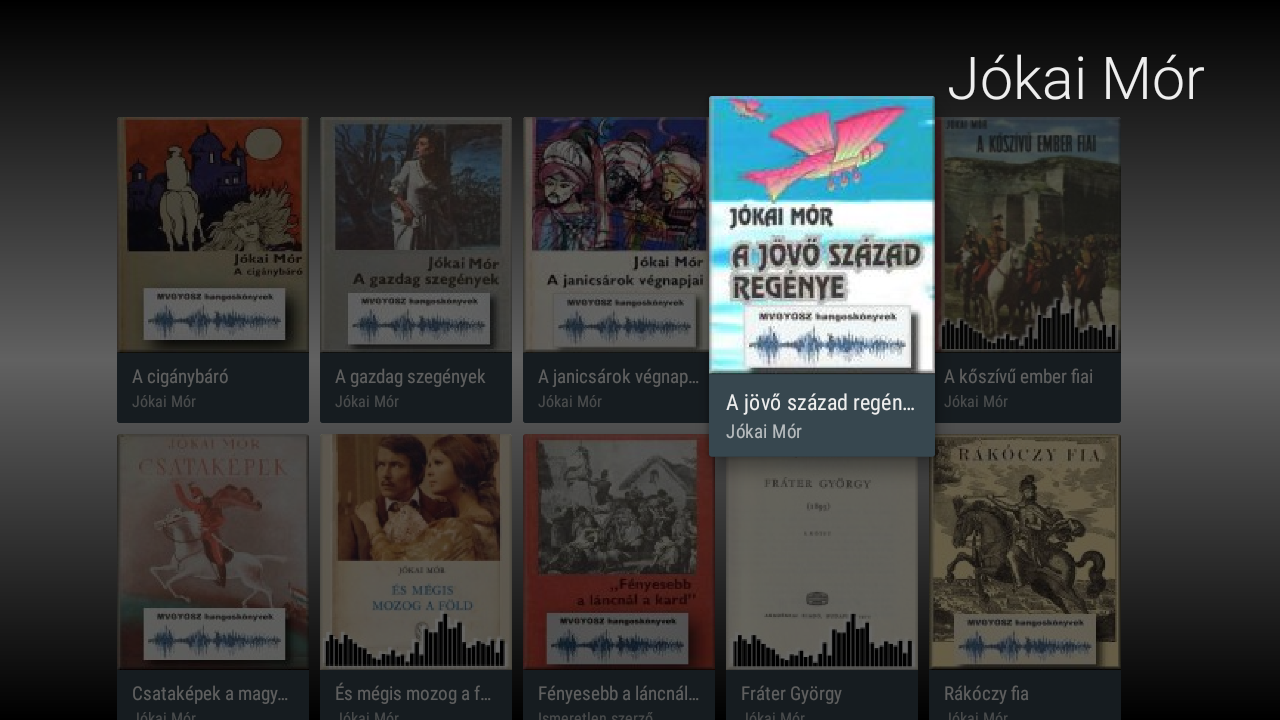 Jókai Mór
Jókai Mór
A cigánybáró
MVGYOSZ hangoskönyvek
A cigánybáró
Jókai Mór
Jókai Mór
A gazdag szegények
MVGYOSZ hangoskönyvek
A gazdag szegények
Jókai Mór
Jókai Mór
A janicsárok végnapjai
MVGYOSZ hangoskönyvek
A janicsárok végnap…
Jókai Mór
JÓKAI MÓR
A JÖVŐ SZÁZAD
REGÉNYE
MVGYOSZ hangoskönyvek
A jövő század regén…
Jókai Mór
JÓKAI MÓR
A KŐSZÍVŰ EMBER FIAI
A kőszívű ember fiai
Jókai Mór
JÓKAI MÓR
CSATAKÉPEK
MVGYOSZ hangoskönyvek
Csataképek a magy…
Jókai Mór
JÓKAI MÓR
ÉS MÉGIS
MOZOG A FÖLD
És mégis mozog a f…
Jókai Mór
„Fényesebb
a láncnál a kard”
MVGYOSZ hangoskönyvek
Fényesebb a láncnál…
Ismeretlen szerző
FRÁTER GYÖRGY
(1893)
Fráter György
Jókai Mór
RÁKÓCZY FIA
MVGYOSZ hangoskönyvek
Rákóczy fia
Jókai Mór